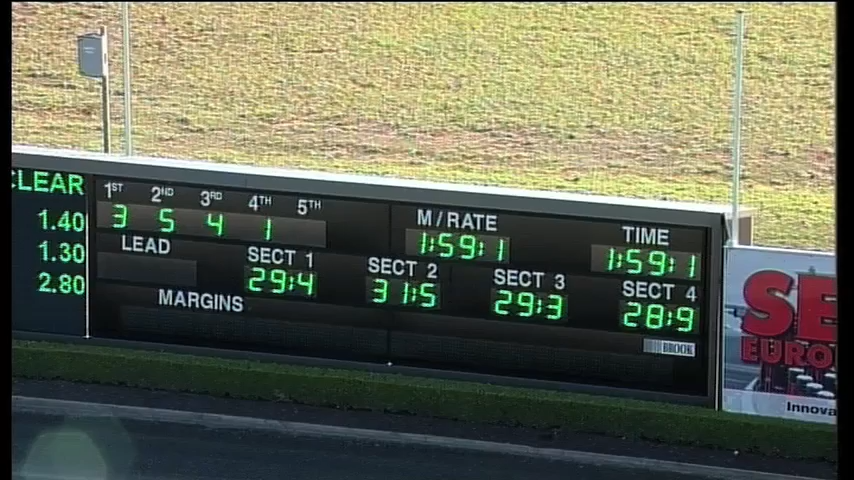 CLEAR
1.40
1.30
2.80
1ST 2ND 3RD 4TH 5TH
3 5 4 1
LEAD
M/RATE
1:59:1
TIME
1:59:1
SECT 1 SECT 2 SECT 3 SECT 4
29:4 31:5 29:3 28:9
MARGINS
BROOK
SE
EURO
Innova